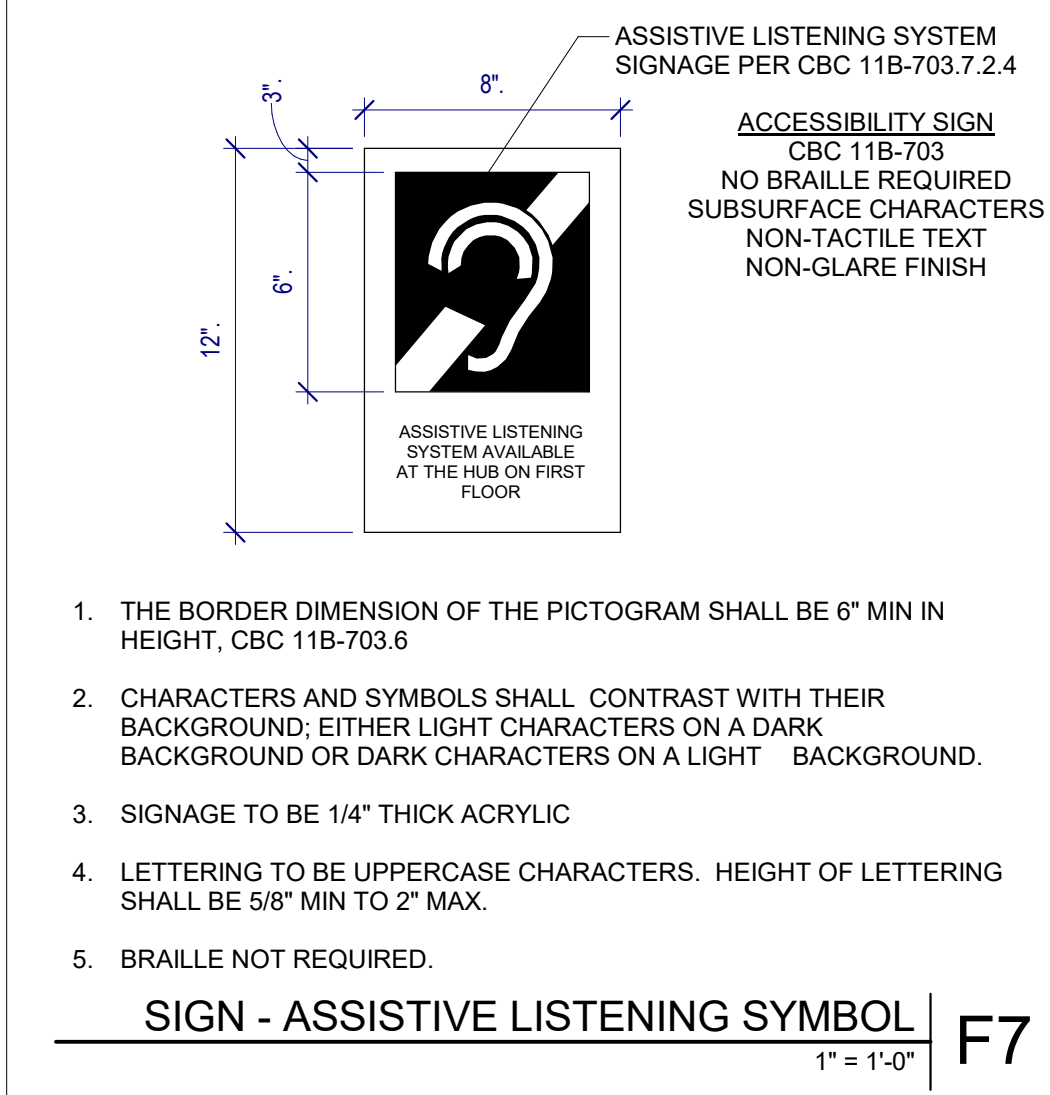 ASSISTIVE LISTENING SYSTEM
SIGNAGE PER CBC 11B-703.7.2.4
ACCESSIBILITY SIGN
CBC 11B-703
NO BRAILLE REQUIRED
SUBSURFACE CHARACTERS
NON-TACTILE TEXT
NON-GLARE FINISH
8".
3".
6".
12".
ASSISTIVE LISTENING
SYSTEM AVAILABLE
AT THE HUB ON FIRST
FLOOR
1. THE BORDER DIMENSION OF THE PICTOGRAM SHALL BE 6" MIN IN
HEIGHT, CBC 11B-703.6
2. CHARACTERS AND SYMBOLS SHALL CONTRAST WITH THEIR
BACKGROUND; EITHER LIGHT CHARACTERS ON A DARK
BACKGROUND OR DARK CHARACTERS ON A LIGHT BACKGROUND.
3. SIGNAGE TO BE 1/4" THICK ACRYLIC
4. LETTERING TO BE UPPERCASE CHARACTERS. HEIGHT OF LETTERING
SHALL BE 5/8" MIN TO 2" MAX.
5. BRAILLE NOT REQUIRED.
SIGN - ASSISTIVE LISTENING SYMBOL
1" = 1'-0"
F7